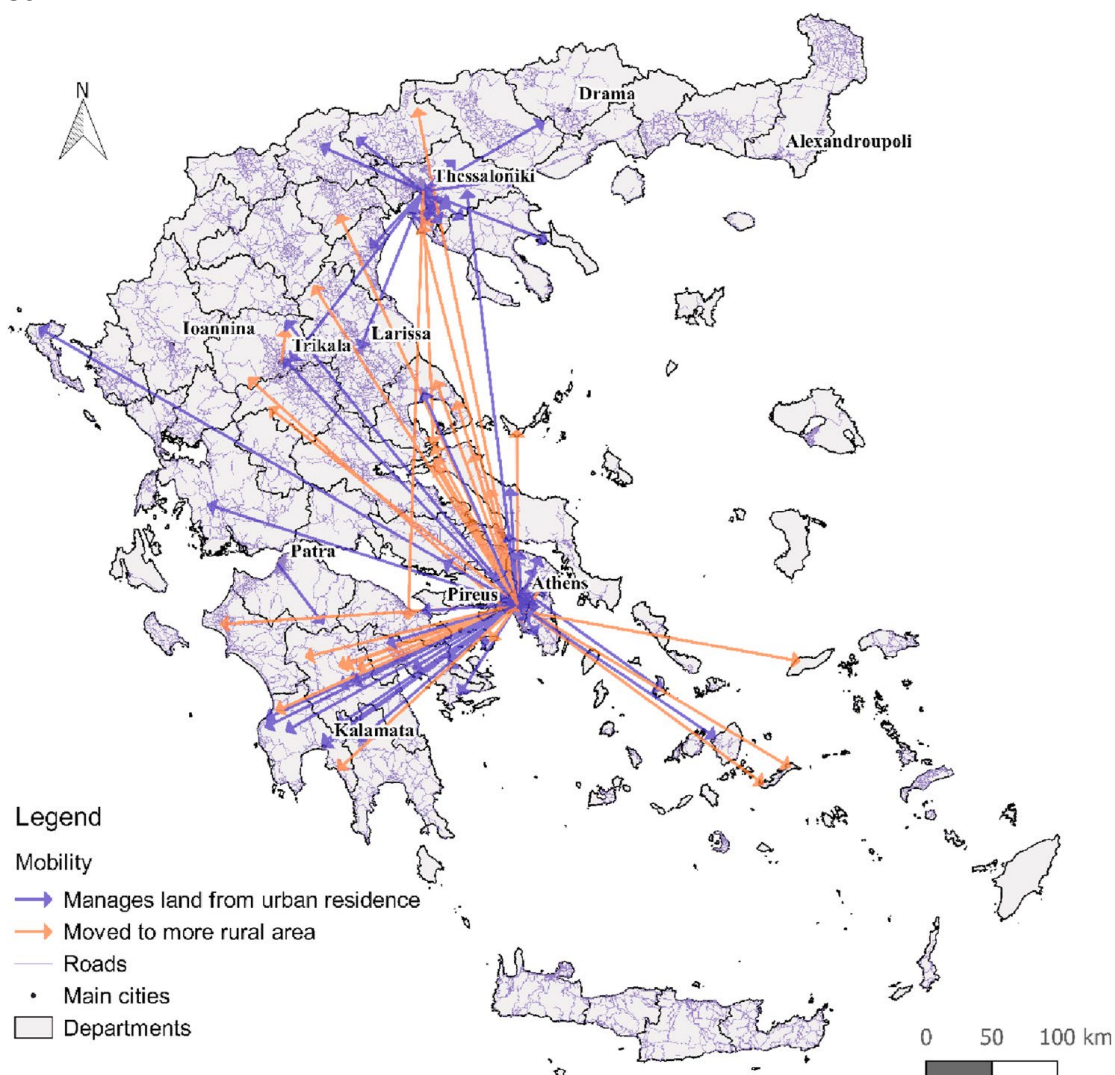 N
Drama
Alexandroupoli
Thessaloniki
Ioannina
Larissa
Trikala
Patra
Athens
Pireus
Kalamata
Legend
Mobility
Manages land from urban residence
Moved to more rural area
Roads
Main cities
Departments
0 50 100 km